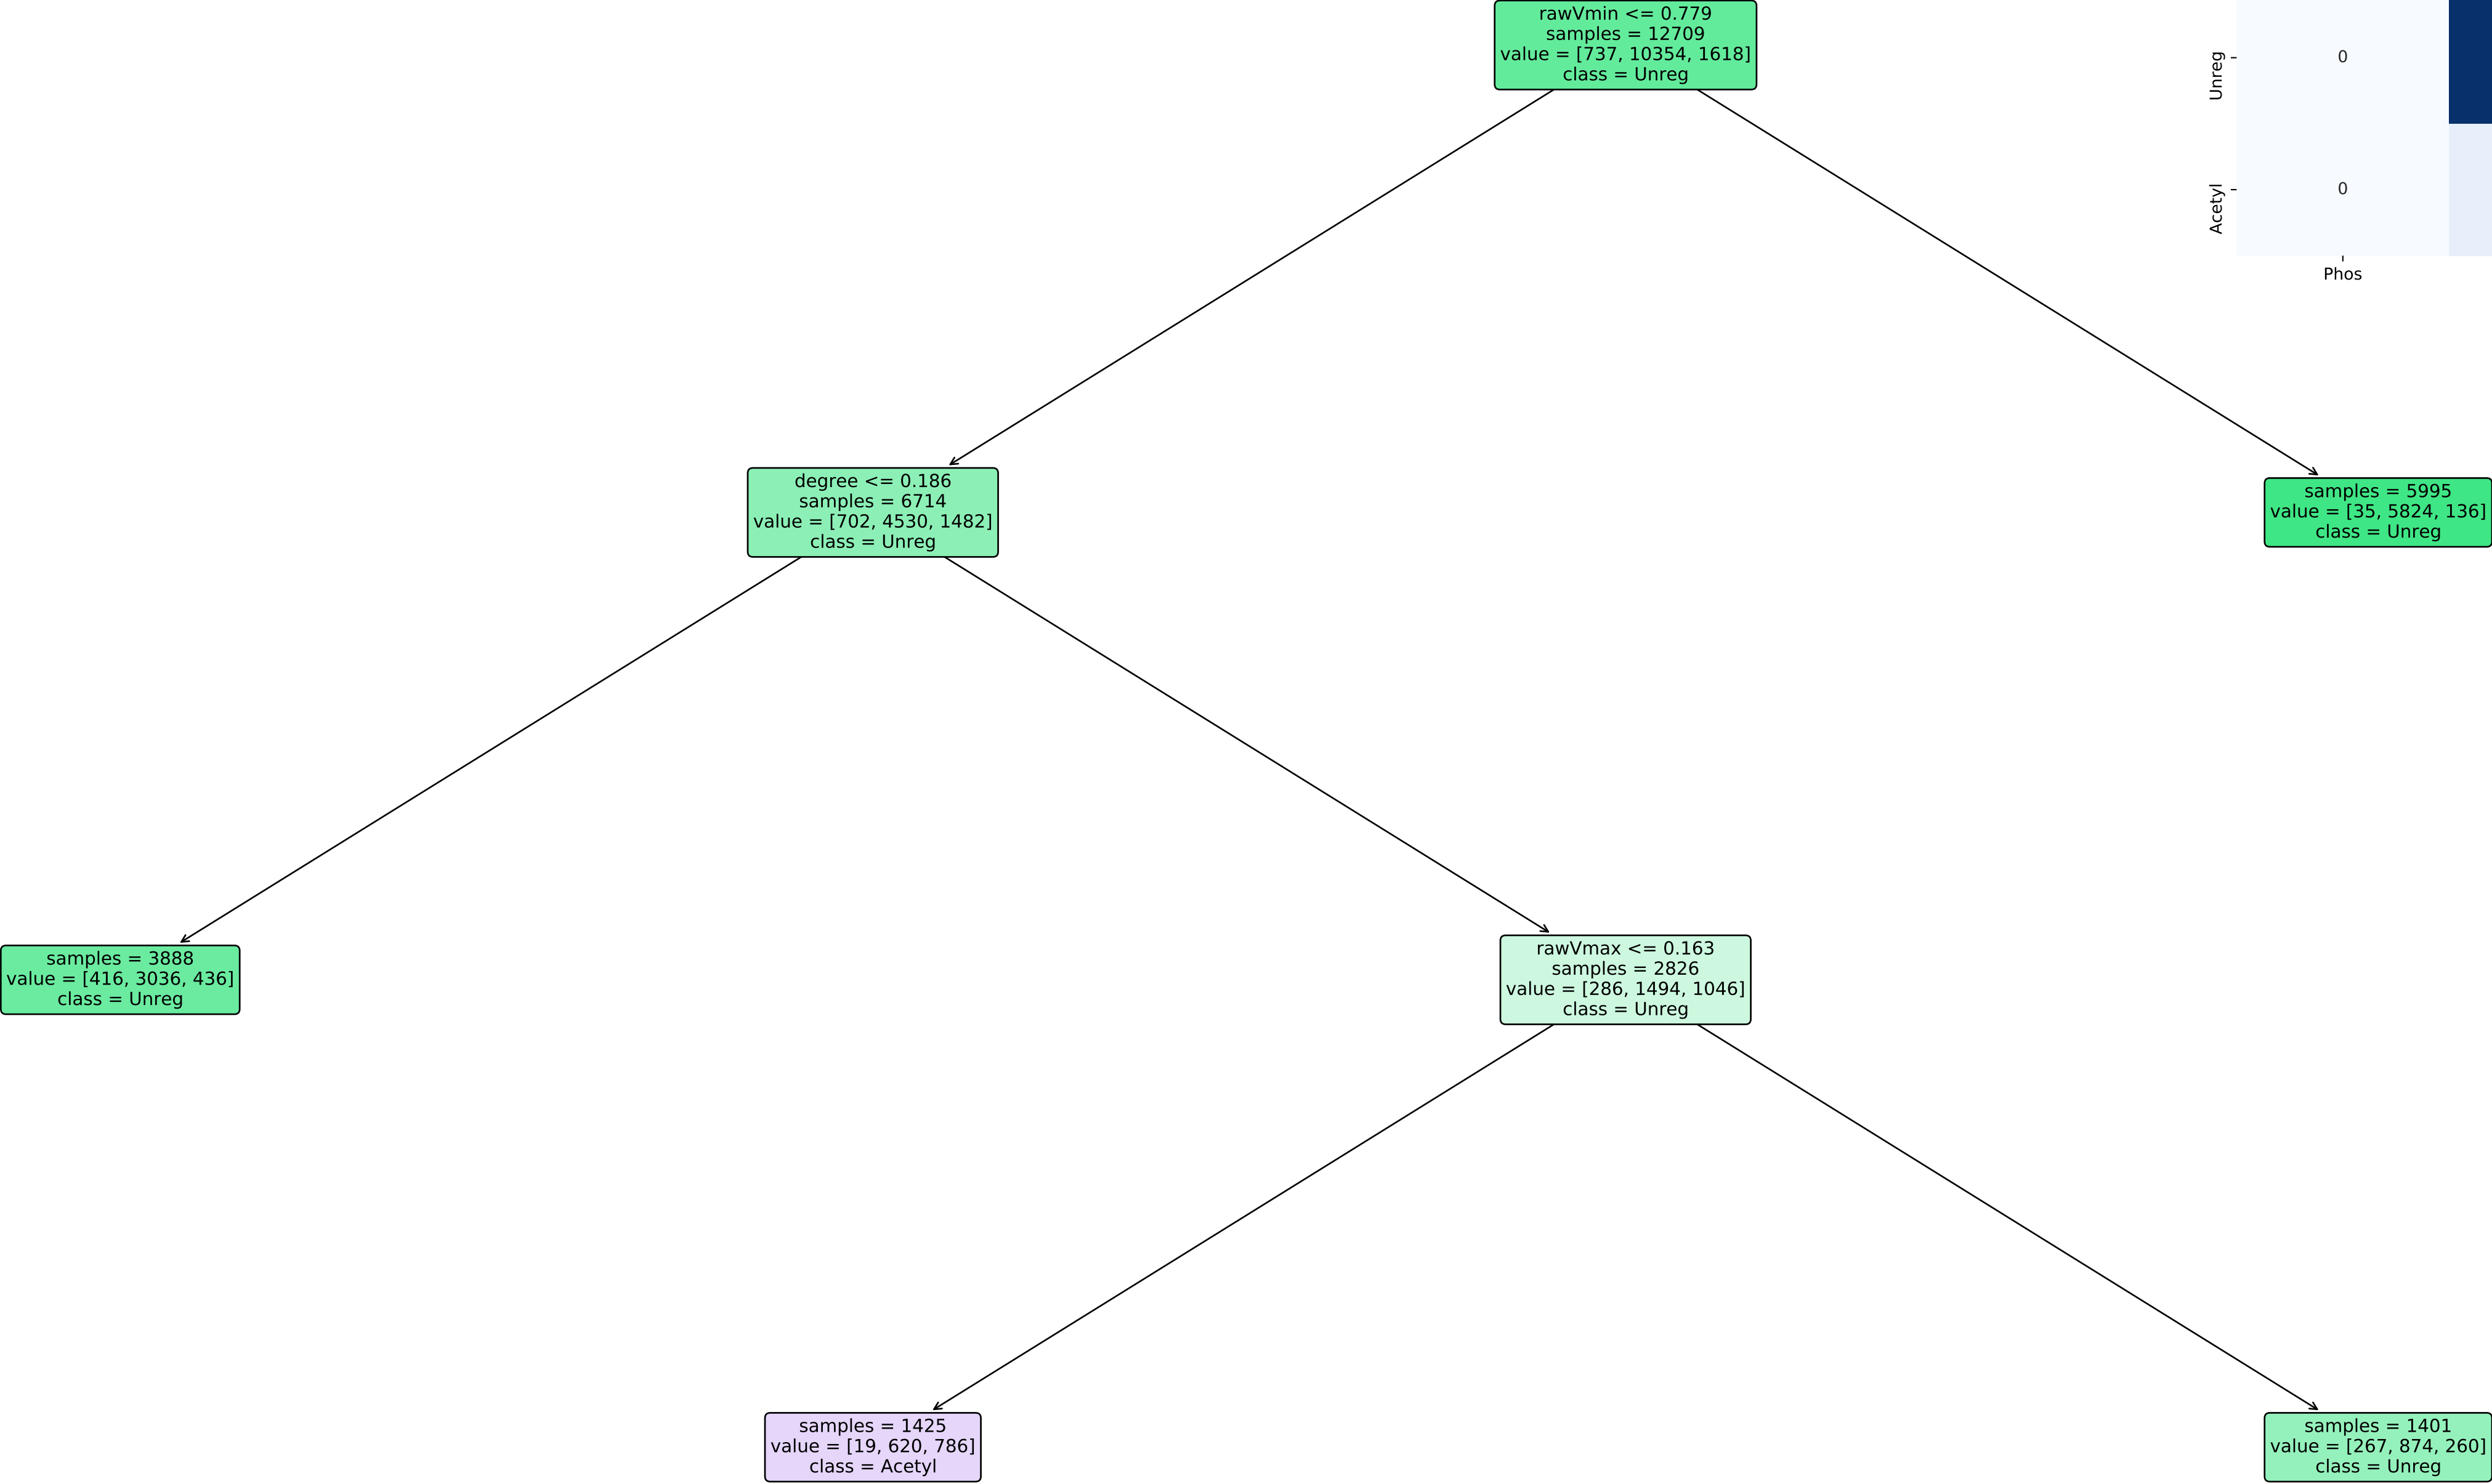 rawVmin <= 0.779
samples = 12709
value = [737, 10354, 1618]
class = Unreg
Unreg
0
Acetyl
0
Phos
degree <= 0.186
samples = 6714
value = [702, 4530, 1482]
class = Unreg
samples = 5995
value = [35, 5824, 136]
class = Unreg
samples = 3888
value = [416, 3036, 436]
class = Unreg
rawVmax <= 0.163
samples = 2826
value = [286, 1494, 1046]
class = Unreg
samples = 1425
value = [19, 620, 786]
class = Acetyl
samples = 1401
value = [267, 874, 260]
class = Unreg